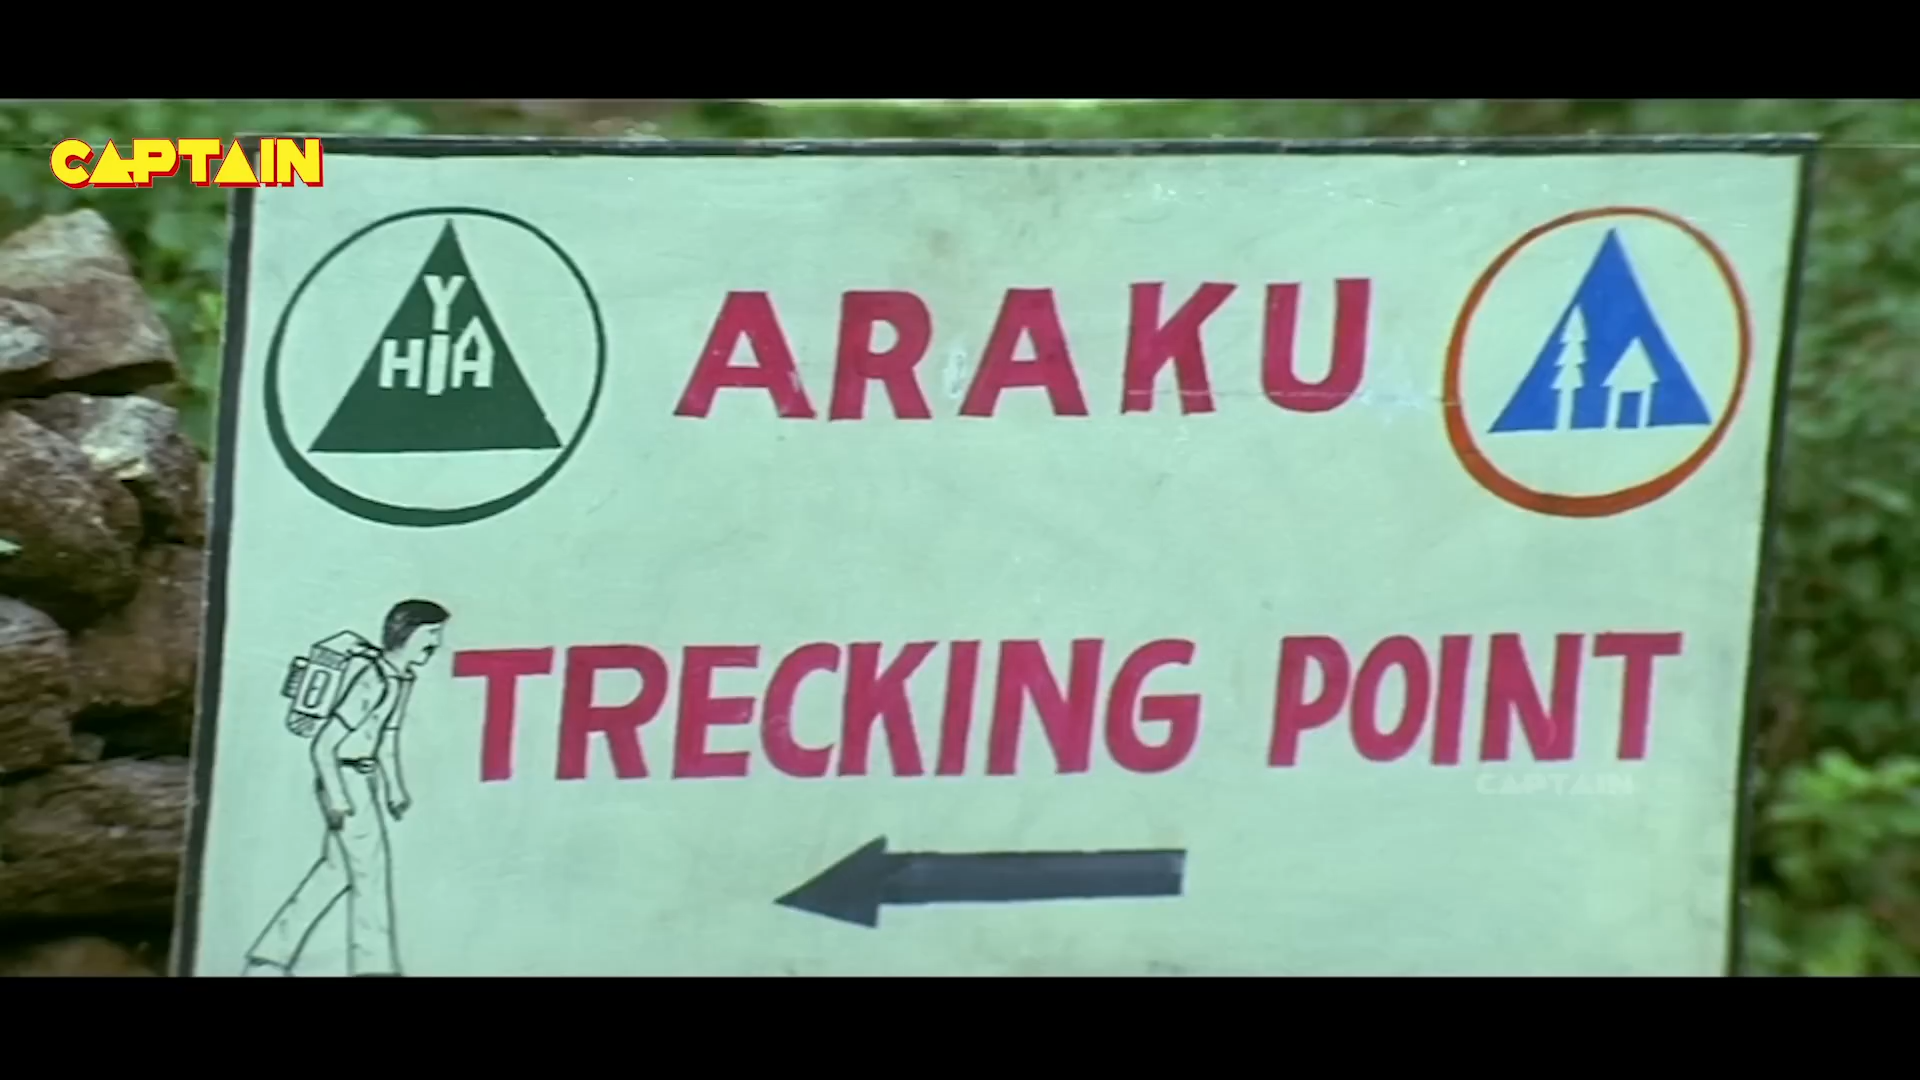 CAPTAIN
Y
HIA
ARAKU
TRECKING POINT
CAPTAIN